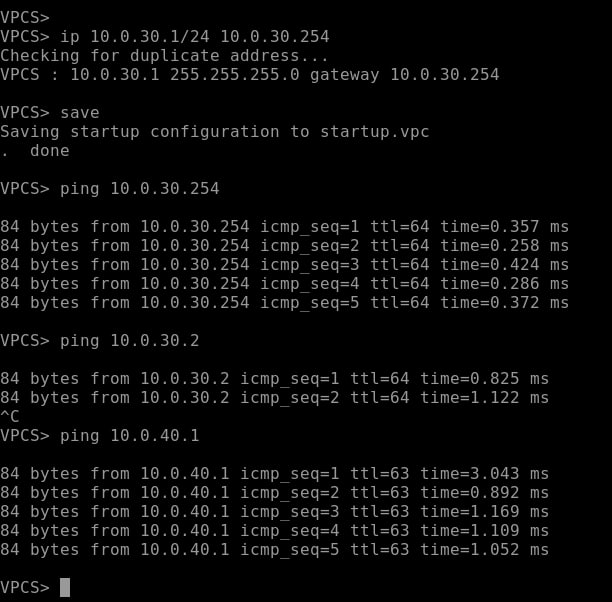 VPCS>
VPCS> ip 10.0.30.1/24 10.0.30.254
Checking for duplicate address...
VPCS : 10.0.30.1 255.255.255.0 gateway 10.0.30.254
VPCS> save
Saving startup configuration to startup.vpc
.  done
VPCS> ping 10.0.30.254
84 bytes from 10.0.30.254 icmp_seq=1 ttl=64 time=0.357 ms
84 bytes from 10.0.30.254 icmp_seq=2 ttl=64 time=0.258 ms
84 bytes from 10.0.30.254 icmp_seq=3 ttl=64 time=0.424 ms
84 bytes from 10.0.30.254 icmp_seq=4 ttl=64 time=0.286 ms
84 bytes from 10.0.30.254 icmp_seq=5 ttl=64 time=0.372 ms
VPCS> ping 10.0.30.2
84 bytes from 10.0.30.2 icmp_seq=1 ttl=64 time=0.825 ms
84 bytes from 10.0.30.2 icmp_seq=2 ttl=64 time=1.122 ms
^C
VPCS> ping 10.0.40.1
84 bytes from 10.0.40.1 icmp_seq=1 ttl=63 time=3.043 ms
84 bytes from 10.0.40.1 icmp_seq=2 ttl=63 time=0.892 ms
84 bytes from 10.0.40.1 icmp_seq=3 ttl=63 time=1.169 ms
84 bytes from 10.0.40.1 icmp_seq=4 ttl=63 time=1.109 ms
84 bytes from 10.0.40.1 icmp_seq=5 ttl=63 time=1.052 ms
VPCS>